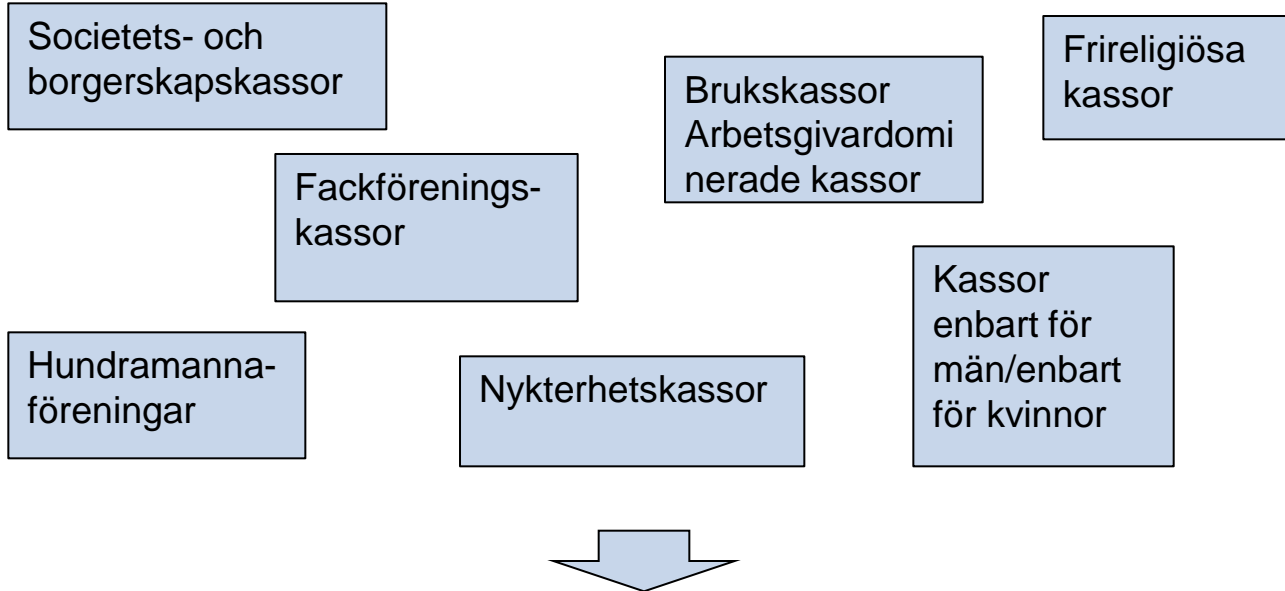 Societets- och
borgerskapskassor
Frireligiösa
kassor
Brukskassor
Arbetsgivardomi
nerade kassor
Fackförenings-
kassor
Kassor
enbart för
män/enbart
för kvinnor
Hundramanna-
föreningar
Nykterhetskassor